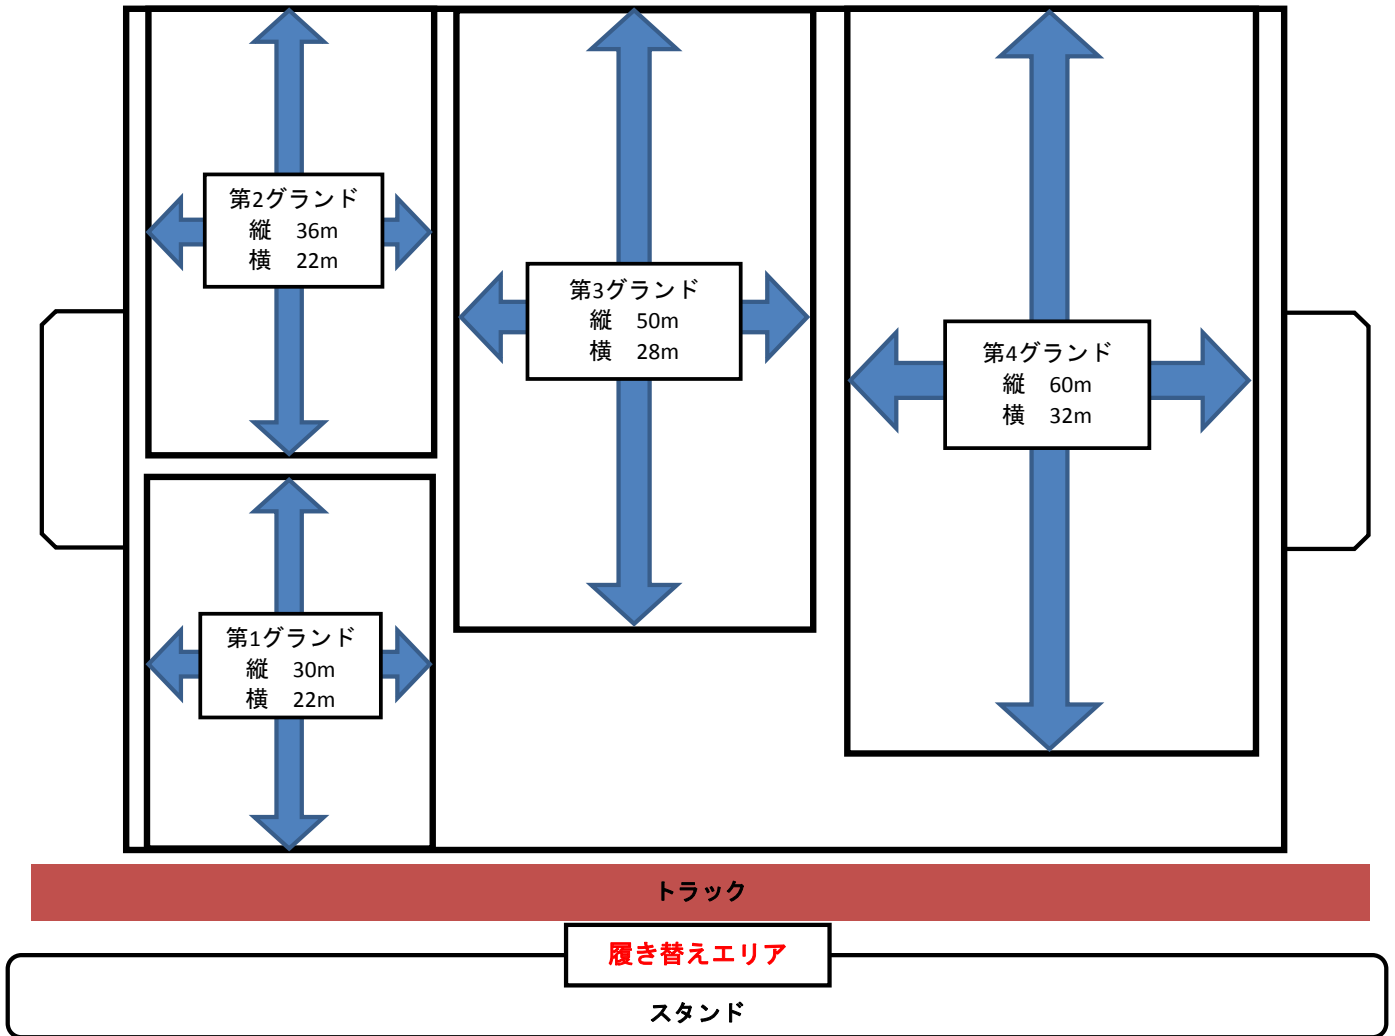 第2グランド
縦　36m
横　22m
第3グランド
縦　50m
横　28m
第4グランド
縦　60m
横　32m
第1グランド
縦　30m
横　22m
トラック
履き替えエリア
スタンド